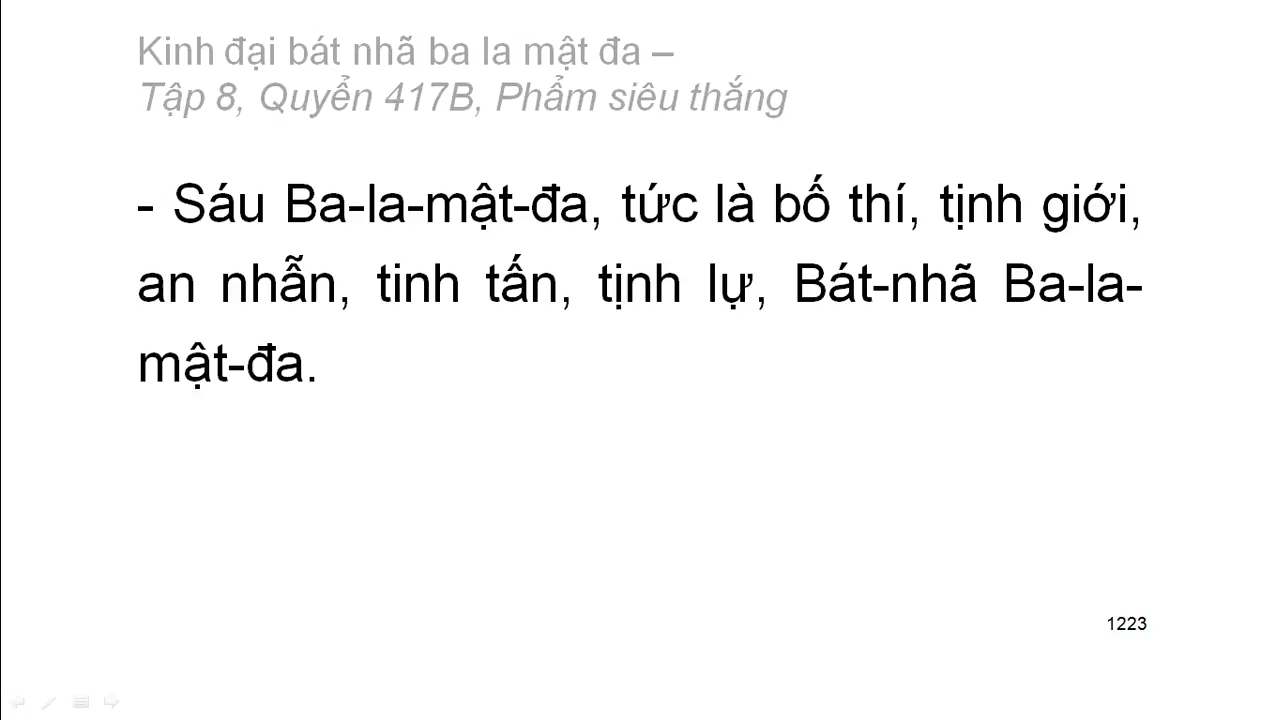 Kinh đại bát nhã ba la mật đa –
Tập 8, Quyển 417B, Phẩm siêu thắng
- Sáu Ba-la-mật-đa, tức là bố thí, tịnh giới,
an nhẫn, tinh tấn, tịnh lự, Bát-nhã Ba-la-
mật-đa.
1223